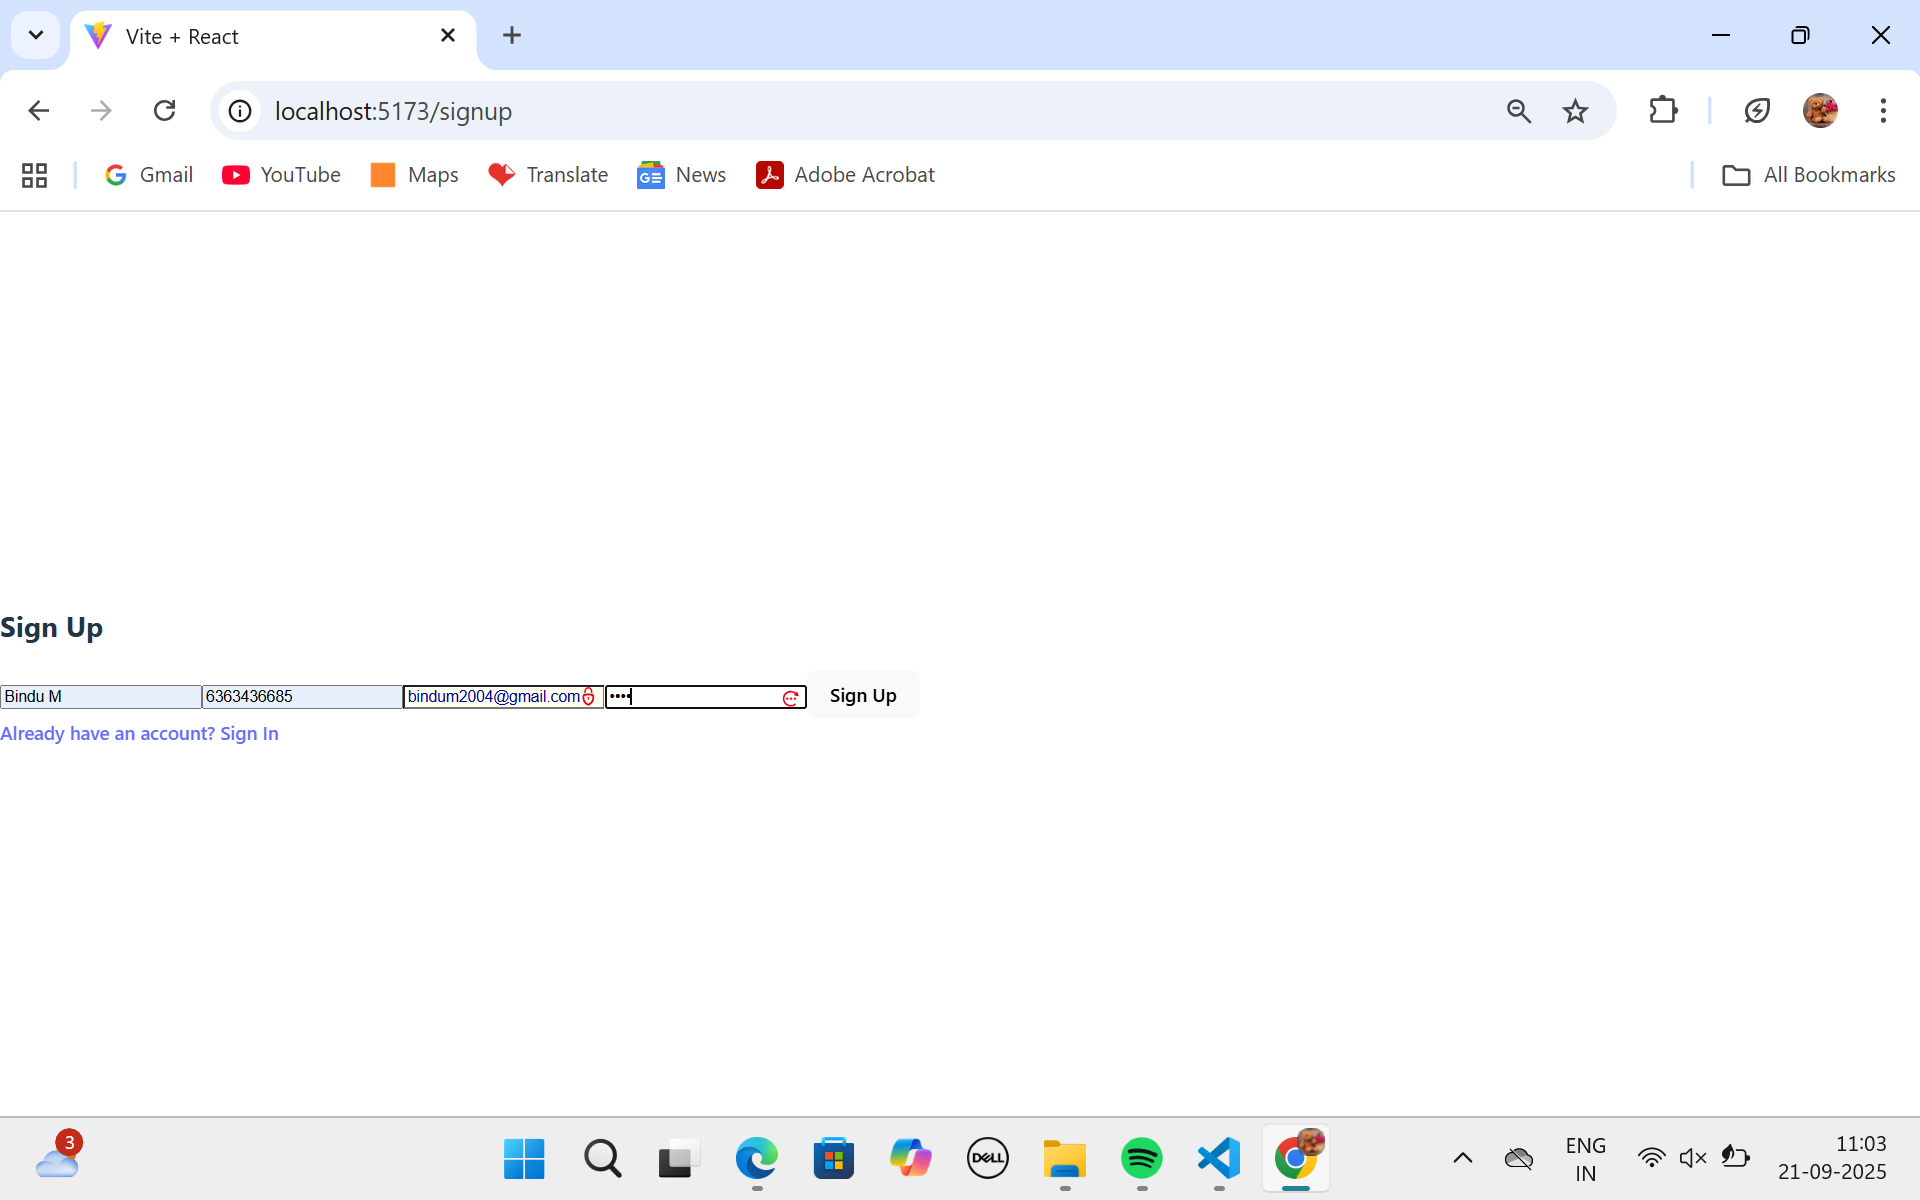 Vite + React
localhost:5173/signup
Gmail YouTube Maps Translate News Adobe Acrobat All Bookmarks
Sign Up
Bindu M 6363436685 bindum2004@gmail.com •••• Sign Up
Already have an account? Sign In
3
DELL
ENG
IN
11:03
21-09-2025